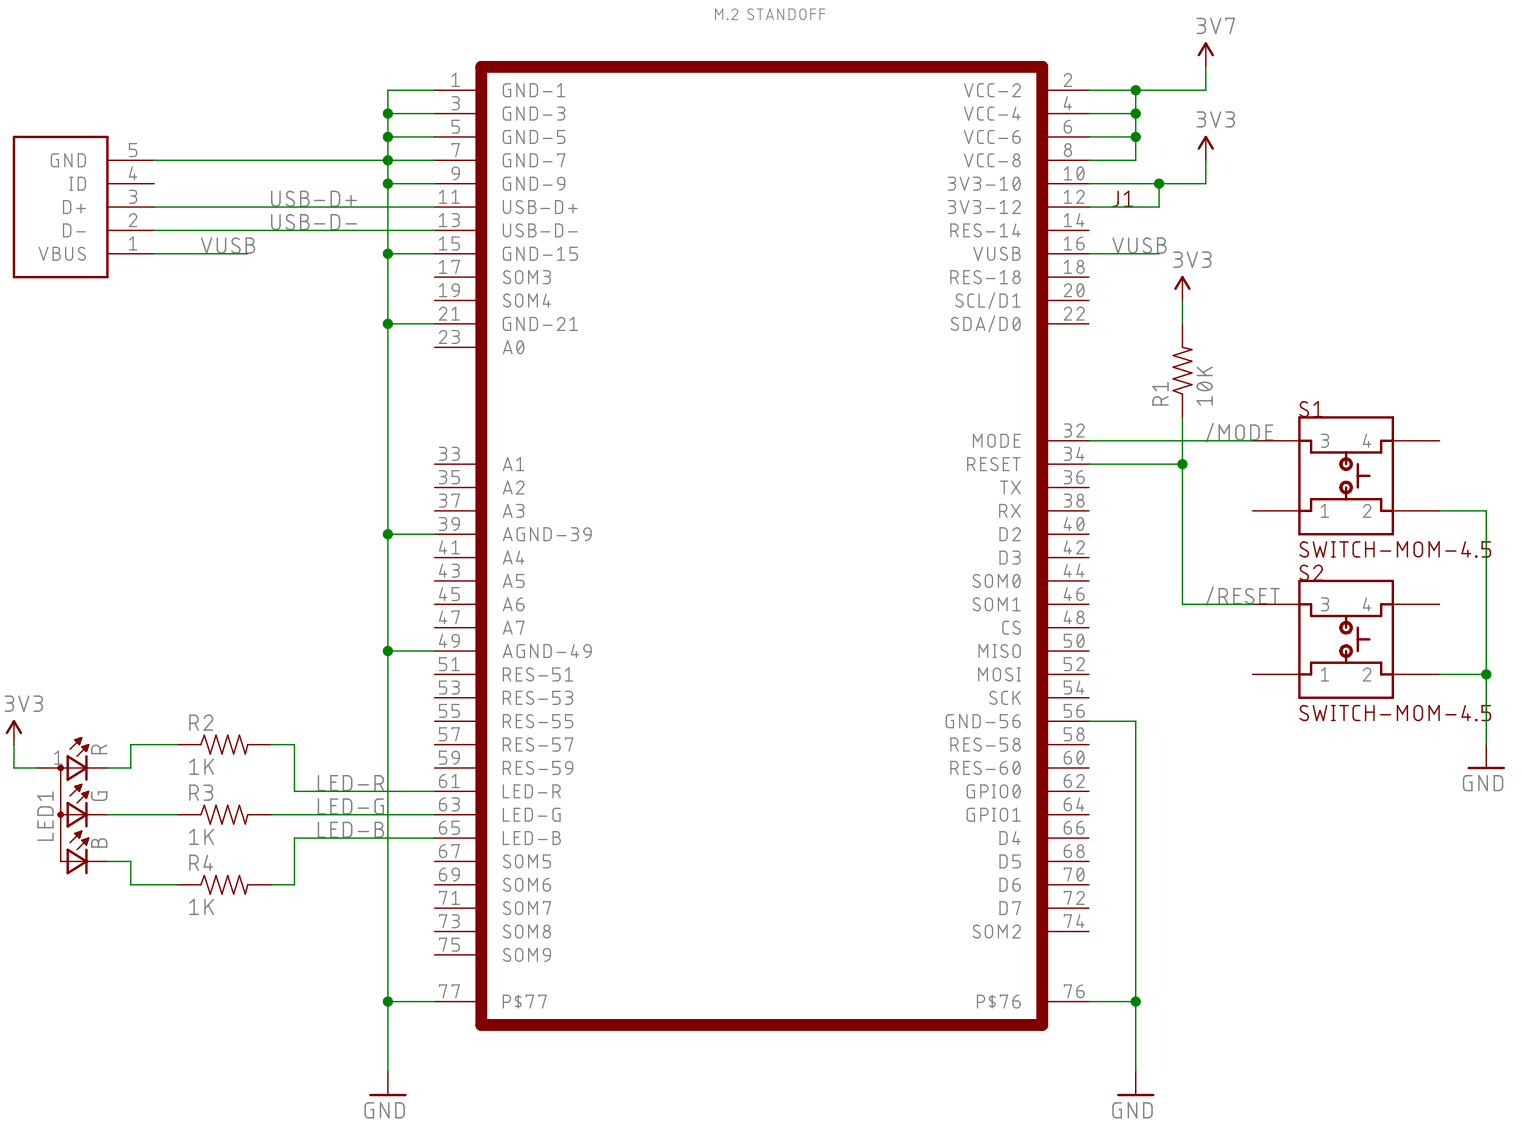 M.2 STANDOFF
3V7
3V3
J1
VUSB
3V3
R1
10K
GND 5
ID 4
D+ 3
D- 2
VBUS 1
USB-D+
USB-D-
VUSB
1 GND-1
3 GND-3
5 GND-5
7 GND-7
9 GND-9
11 USB-D+
13 USB-D-
15 GND-15
17 SOM3
19 SOM4
21 GND-21
23 A0
33 A1
35 A2
37 A3
39 AGND-39
41 A4
43 A5
45 A6
47 A7
49 AGND-49
51 RES-51
53 RES-53
55 RES-55
57 RES-57
59 RES-59
61 LED-R
63 LED-G
65 LED-B
67 SOM5
69 SOM6
71 SOM7
73 SOM8
75 SOM9
77 P$77
VCC-2 2
VCC-4 4
VCC-6 6
VCC-8 8
3V3-10 10
3V3-12 12
RES-14 14
VUSB 16
RES-18 18
SCL/D1 20
SDA/D0 22
MODE 32
RESET 34
TX 36
RX 38
D2 40
D3 42
SOM0 44
SOM1 46
CS 48
MISO 50
MOSI 52
SCK 54
GND-56 56
RES-58 58
RES-60 60
GPIO0 62
GPIO1 64
D4 66
D5 68
D6 70
D7 72
SOM2 74
P$76 76
/MODE
S1
3 4
1 2
SWITCH-MOM-4.5
/RESET
S2
3 4
1 2
SWITCH-MOM-4.5
GND
3V3
LED1
1
R
G
B
R2
1K
R3
1K
R4
1K
LED-R
LED-G
LED-B
GND
GND